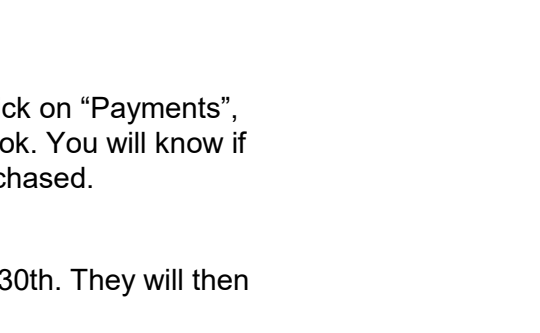 ck on “Payments”,
ok. You will know if
chased.
30th. They will then